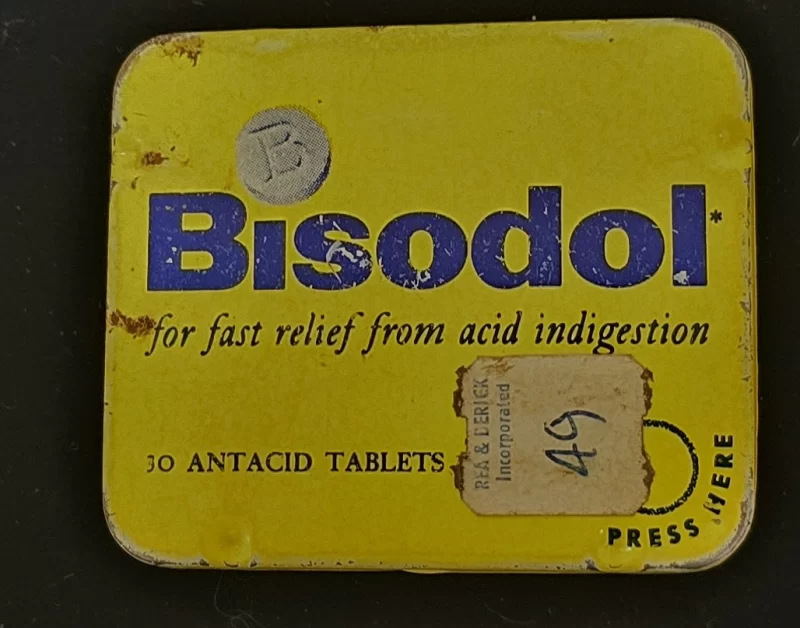 B
Bisodol*
for fast relief from acid indigestion
30 ANTACID TABLETS
REA & DERICK
Incorporated
49
PRESS HERE